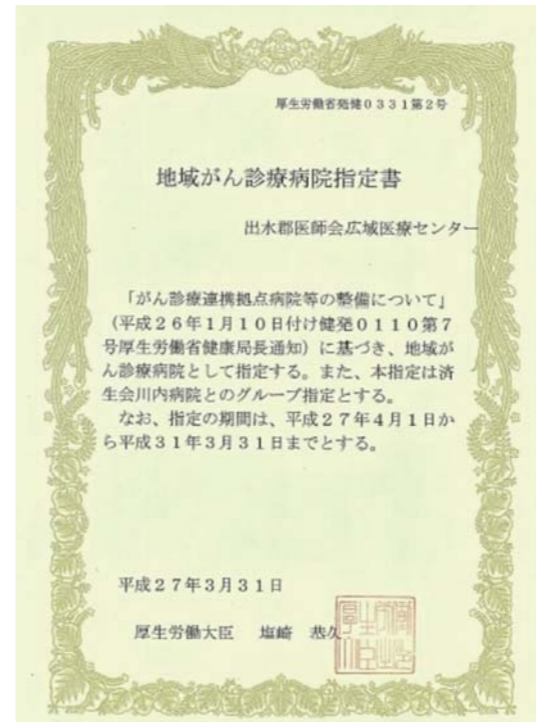 厚生労働省発健0331第2号
地域がん診療病院指定書
出水郡医師会広域医療センター
「がん診療連携拠点病院等の整備について」
(平成26年1月10日付け健発0110第7
号厚生労働省健康局長通知)に基づき、地域が
ん診療病院として指定する。また、本指定は済
生会川内病院とのグループ指定とする。
なお、指定の期間は、平成27年4月1日か
ら平成31年3月31日までとする。
平成27年3月31日
厚生労働大臣 塩崎 恭久